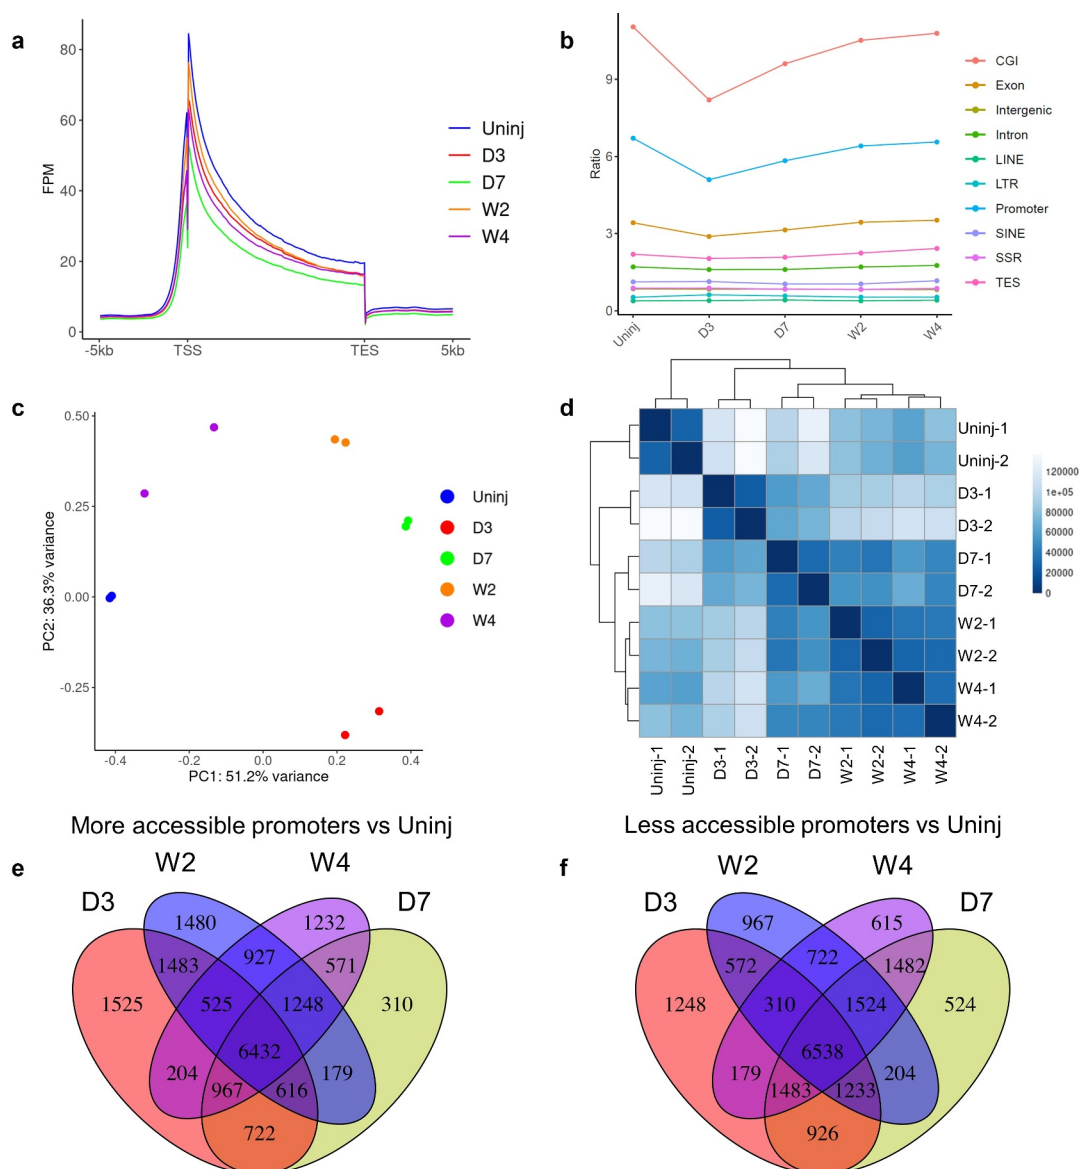 a
80
60
40
20
0
FPM
-5kb
TSS
TES
5kb
Uninj
D3
D7
W2
W4
b
9
6
3
0
Ratio
Uninj
D3
D7
W2
W4
CGI
Exon
Intergenic
Intron
LINE
LTR
Promoter
SINE
SSR
TES
c
0.50
0.25
0.00
-0.25
PC2: 36.3% variance
-0.4
-0.2
0.0
0.2
0.4
PC1: 51.2% variance
Uninj
D3
D7
W2
W4
d
Uninj-1
Uninj-2
D3-1
D3-2
D7-1
D7-2
W2-1
W2-2
W4-1
W4-2
Uninj-1
Uninj-2
D3-1
D3-2
D7-1
D7-2
W2-1
W2-2
W4-1
W4-2
120000
1e+05
80000
60000
40000
20000
0
More accessible promoters vs Uninj
e
W2
W4
D3
D7
1480
1232
1483
927
571
1525
525
1248
310
6432
204
967
616
179
722
Less accessible promoters vs Uninj
f
W2
W4
D3
D7
967
615
572
722
1482
1248
310
1524
524
6538
179
1483
1233
204
926